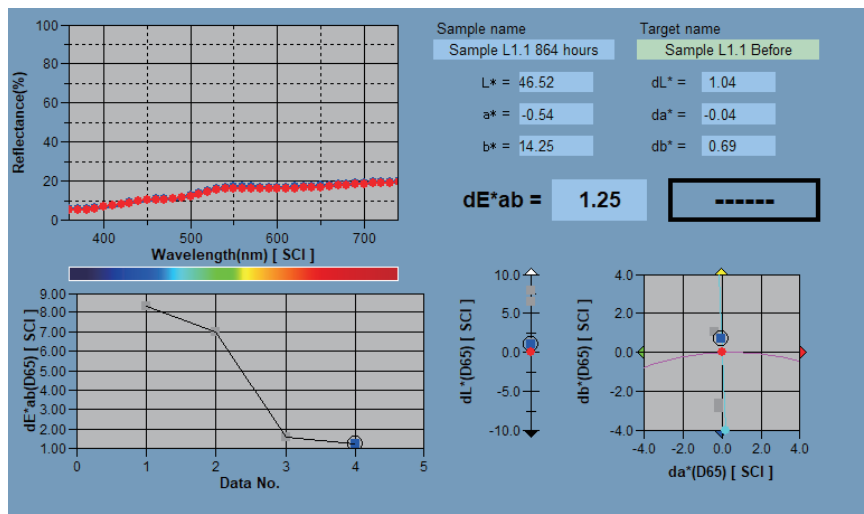 Sample name
Target name
Sample L1.1 864 hours
Sample L1.1 Before
L* = 46.52
dL* = 1.04
a* = -0.54
da* = -0.04
b* = 14.25
db* = 0.69
dE*ab = 1.25
------
Reflectance(%)
100
80
60
40
20
0
400 500 600 700
Wavelength(nm) [ SCI ]
dE*ab(D65) [ SCI ]
9.00
8.00
7.00
6.00
5.00
4.00
3.00
2.00
1.00
0 1 2 3 4 5
Data No.
dL*(D65) [ SCI ]
10.0
5.0
0.0
-5.0
-10.0
db*(D65) [ SCI ]
4.0
2.0
0.0
-2.0
-4.0
-4.0 -2.0 0.0 2.0 4.0
da*(D65) [ SCI ]